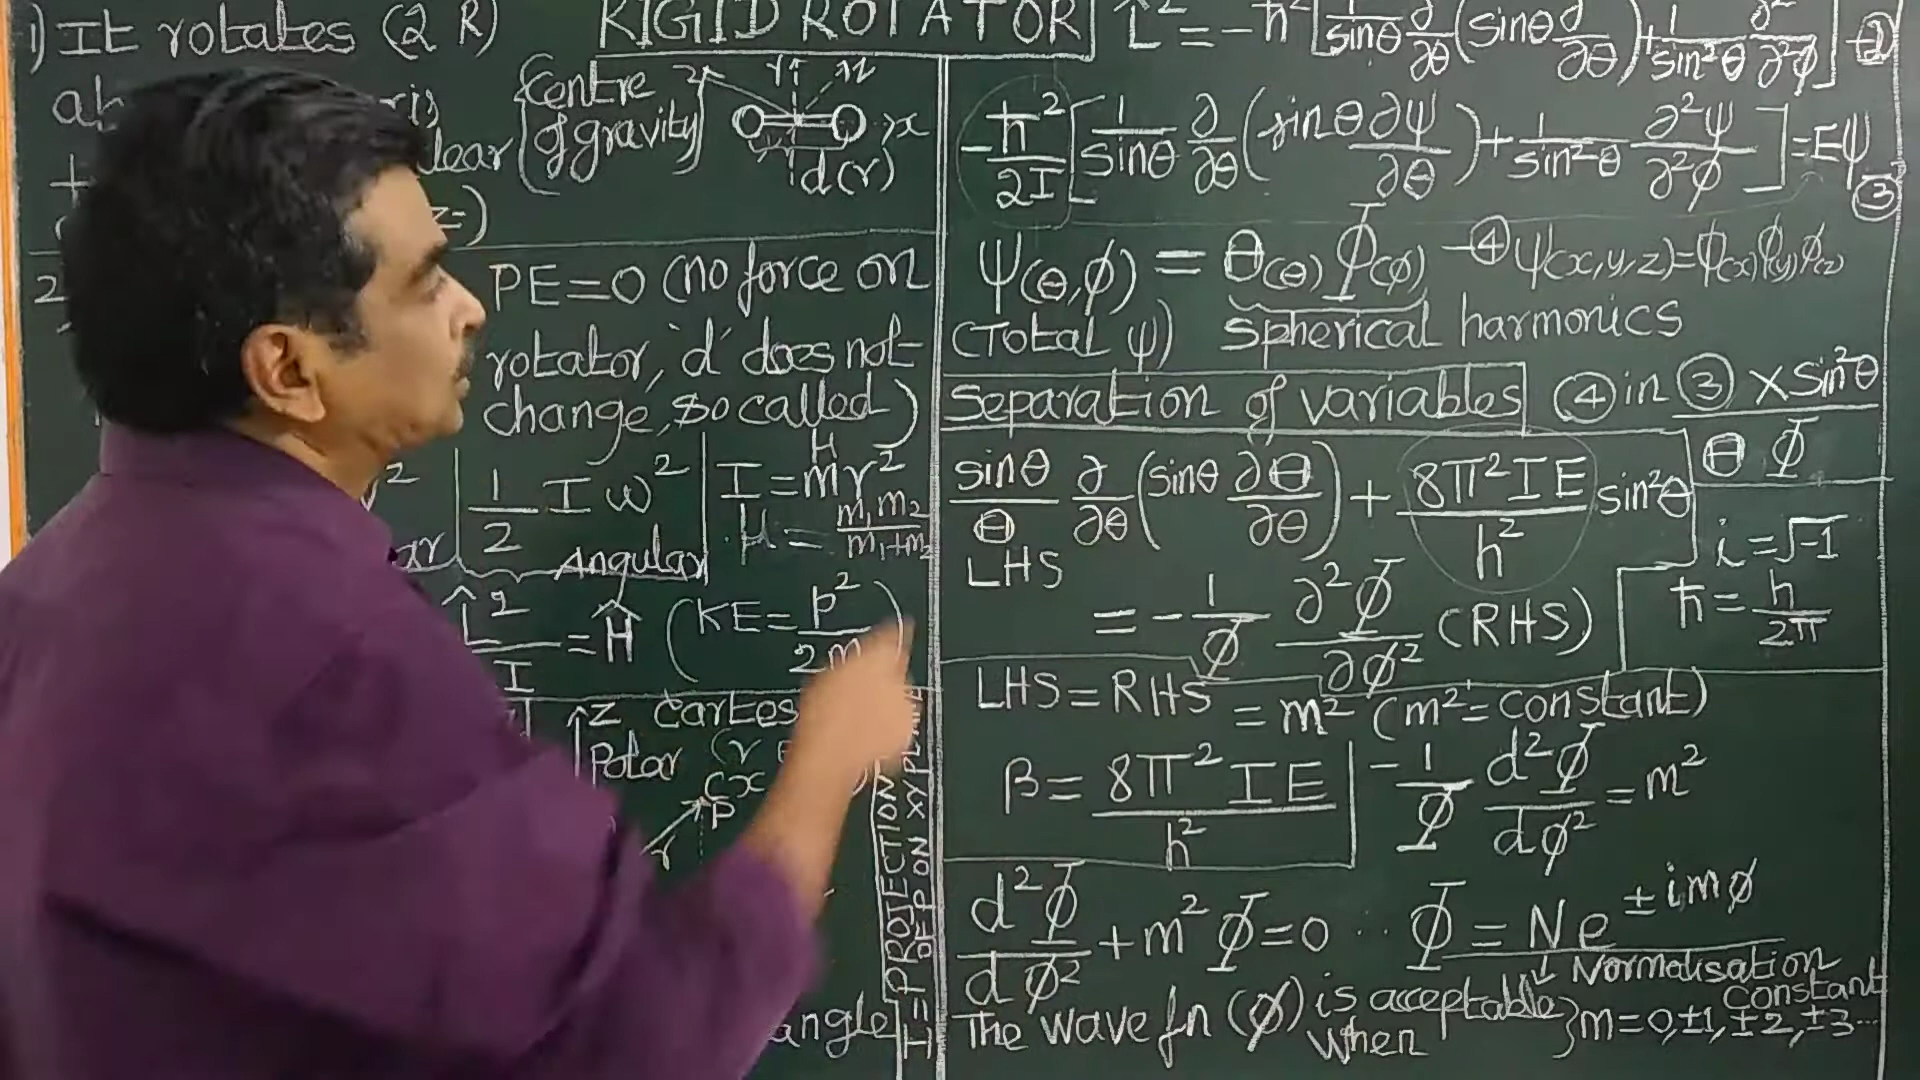 RIGID ROTATOR
1) It rotates (2 R)
Centre of gravity
z
Y
x
d(r)
2
PE=0 (no force on
rotator, 'd' does not
change, so called)
1/2 I ω²
Angular
I = μr²
μ = m₁m₂/m₁+m₂
L̂²/I = Ĥ (KE = p²/2m)
z
Polar (r
P
r
angle
H=PROJECTION OF P ON XY PLANE
L̂² = -ħ² [1/sinθ ∂/∂θ (sinθ ∂/∂θ) + 1/sin²θ ∂²/∂²φ] -②
-ħ²/2I [1/sinθ ∂/∂θ (sinθ ∂ψ/∂θ) + 1/sin²θ ∂²ψ/∂²φ] = Eψ ③
ψ(θ,φ) = Θ(θ) Φ(φ) -④ ψ(x,y,z)=ψ(x)ψ(y)ψ(z)
(Total ψ) Spherical harmonics
Separation of variables ④ in ③ × sin²θ
sinθ/Θ ∂/∂θ (sinθ ∂Θ/∂θ) + 8π²IE/h² sin²θ
Θ Φ
LHS
i = √-1
= -1/Φ ∂²Φ/∂φ² (RHS)
ħ = h/2π
LHS = RHS = m² (m² = constant)
β = 8π²IE/h²
-1/Φ d²Φ/dφ² = m²
d²Φ/dφ² + m²Φ = 0 ·· Φ = Ne^±imφ
↓ Normalisation constant
The wave fn (φ) is acceptable when } m = 0, ±1, ±2, ±3...